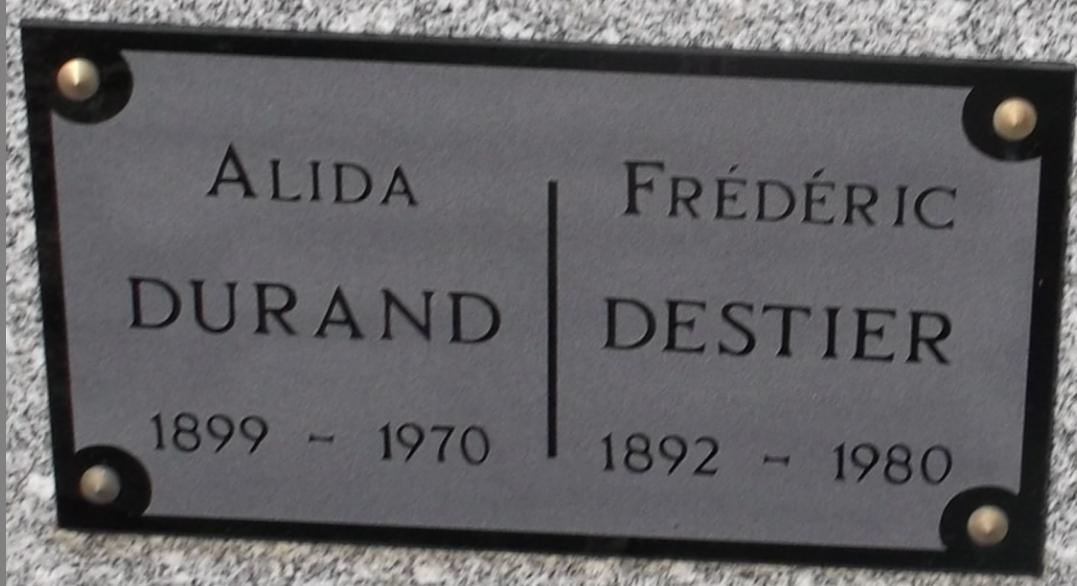 Alida
DURAND
1899 - 1970
Frédéric
DESTIER
1892 - 1980